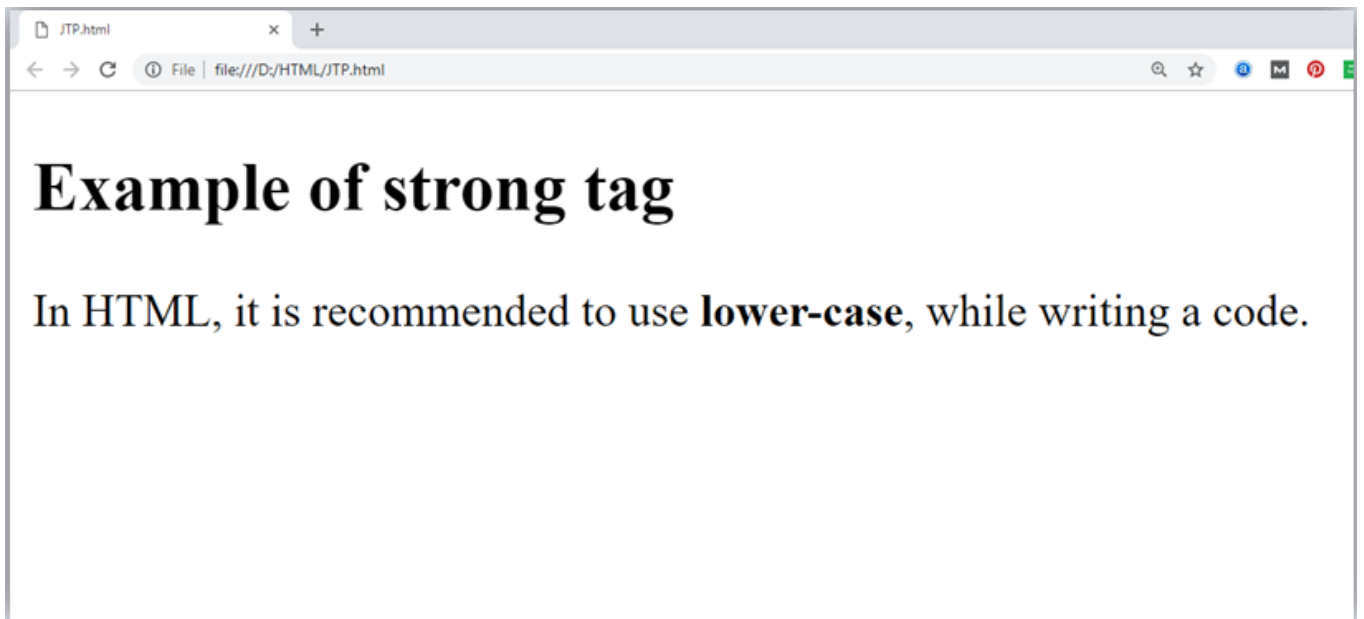 JTP.html
File | file:///D:/HTML/JTP.html
Example of strong tag
In HTML, it is recommended to use lower-case, while writing a code.